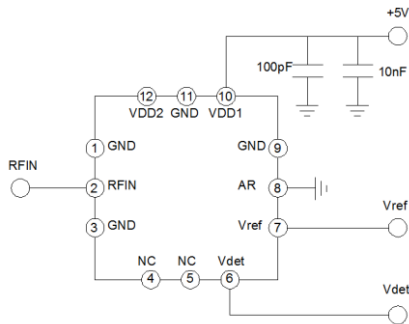 +5V
100pF
10nF
12
11
10
VDD2
GND
VDD1
1
GND
GND
9
RFIN
2
RFIN
AR
8
3
GND
Vref
7
Vref
NC
NC
Vdet
4
5
6
Vdet